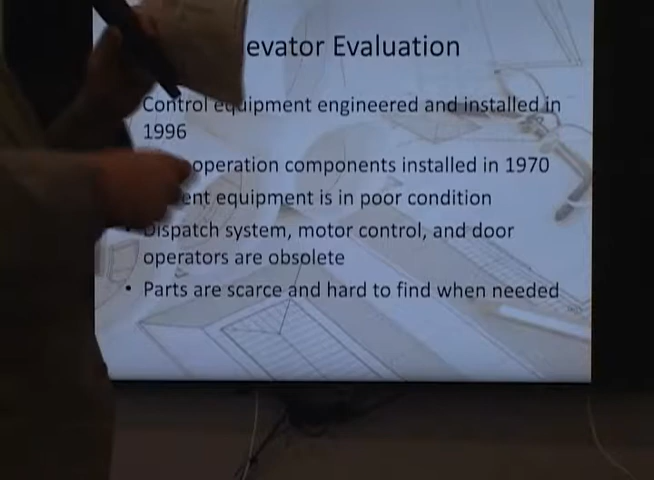 evator Evaluation
Control equipment engineered and installed in
1996
operation components installed in 1970
ent equipment is in poor condition
• Dispatch system, motor control, and door
operators are obsolete
• Parts are scarce and hard to find when needed